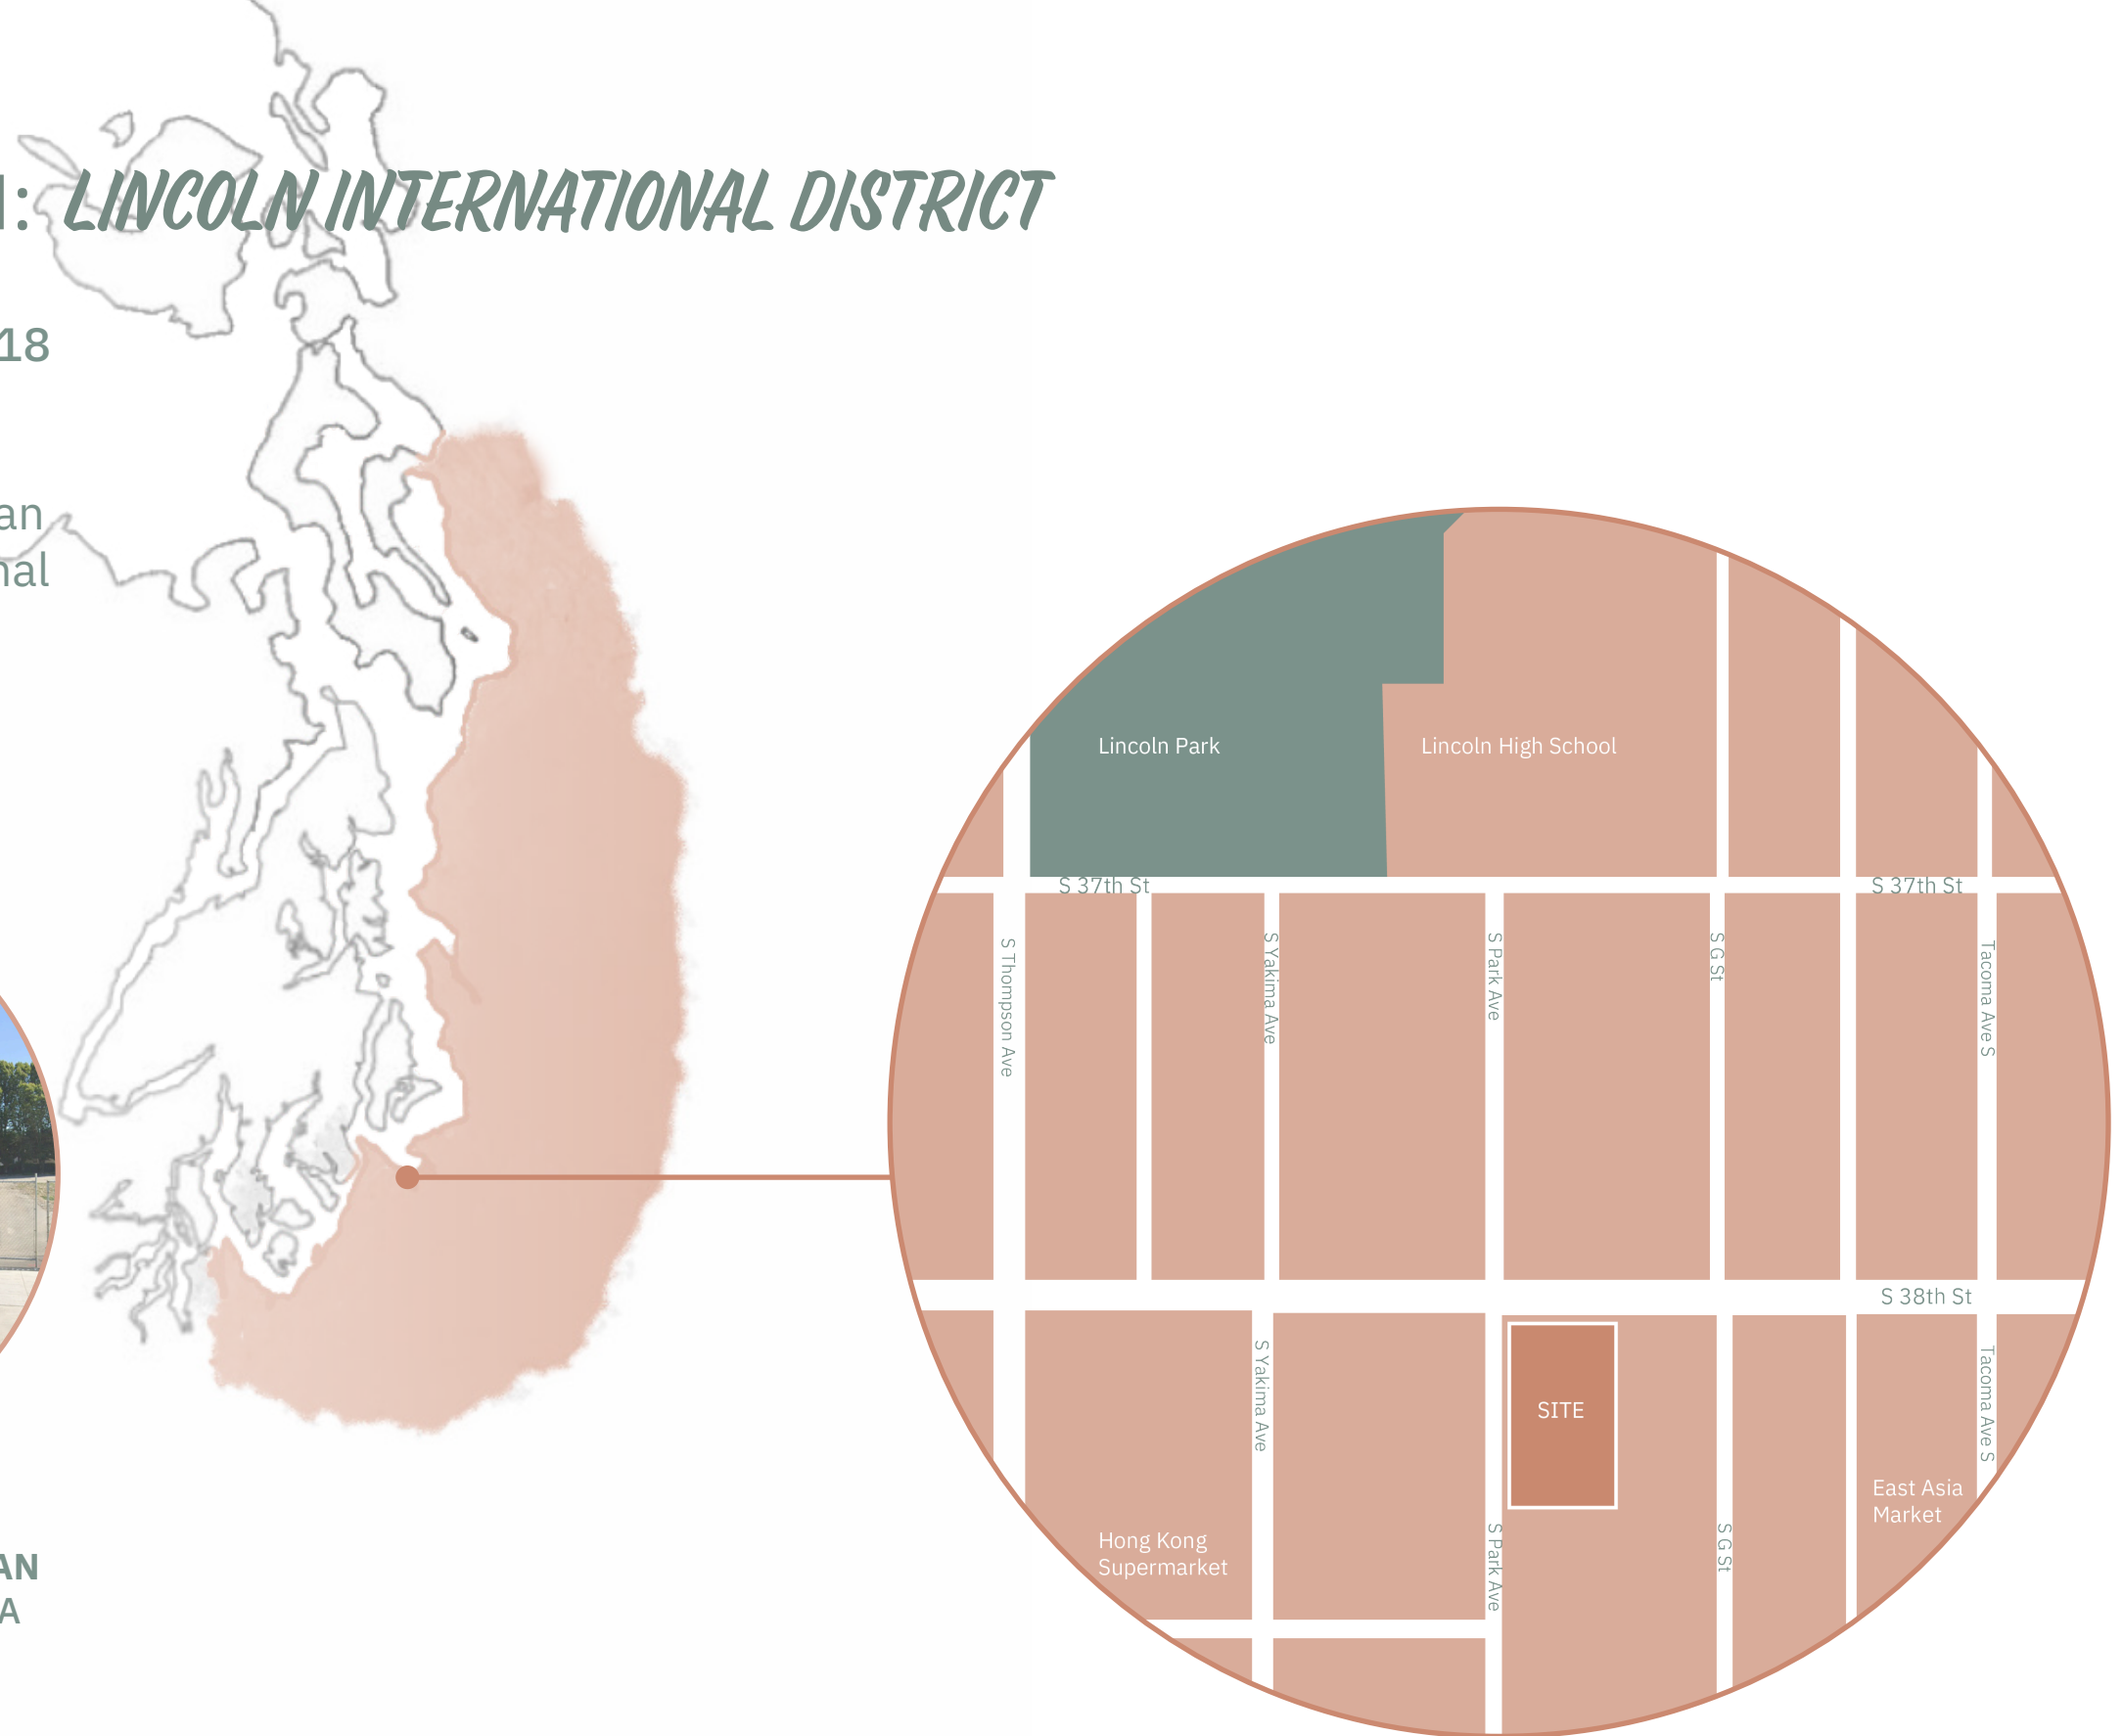 LINCOLN INTERNATIONAL DISTRICT
18
an
nal
Lincoln Park
Lincoln High School
S 37th St
S 37th St
S Thompson Ave
S Yakima Ave
S Park Ave
S G St
Tacoma Ave S
S 38th St
S Yakima Ave
SITE
Tacoma Ave S
East Asia
Market
Hong Kong
Supermarket
S Park Ave
S G St
AN
A